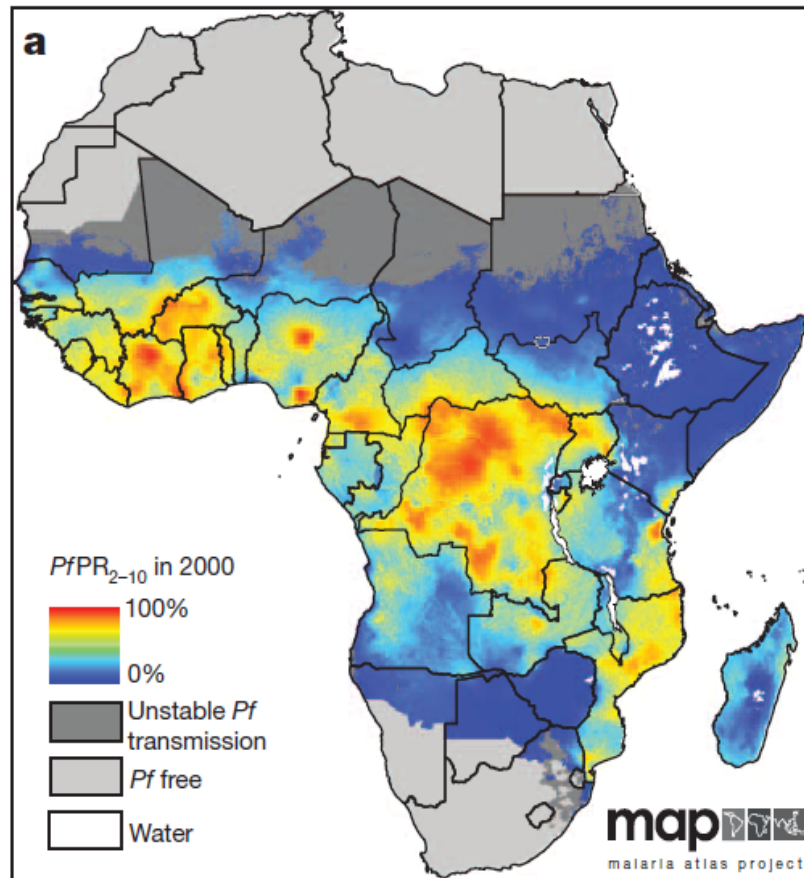 a
PfPR2–10 in 2000
100%
0%
Unstable Pf
transmission
Pf free
Water
map
malaria atlas project